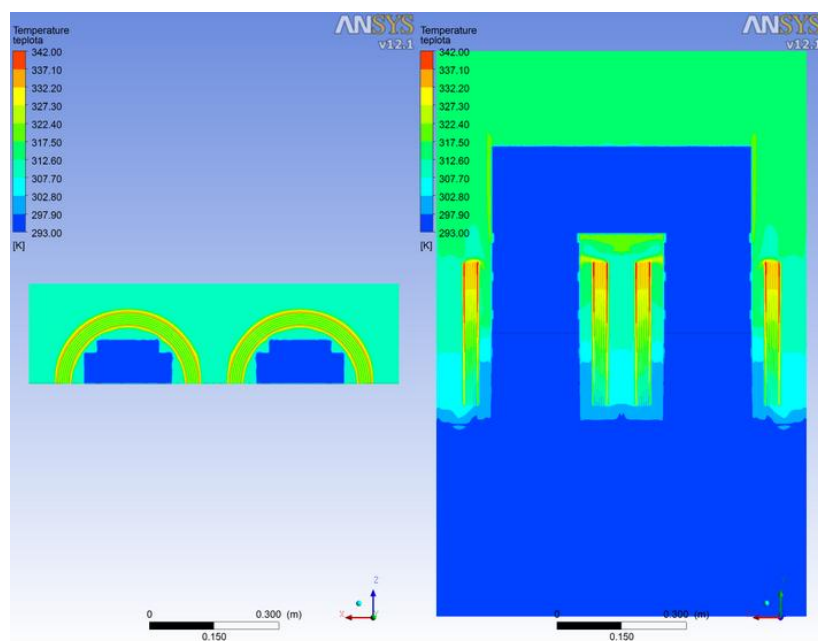 ANSYS
v12.1
Temperature
teplota
342.00
337.10
332.20
327.30
322.40
317.50
312.60
307.70
302.80
297.90
293.00
[K]
0
0.300 (m)
0.150
Z
X
Y
ANSYS
v12.1
Temperature
teplota
342.00
337.10
332.20
327.30
322.40
317.50
312.60
307.70
302.80
297.90
293.00
[K]
0
0.300 (m)
0.150
Z
X
Y